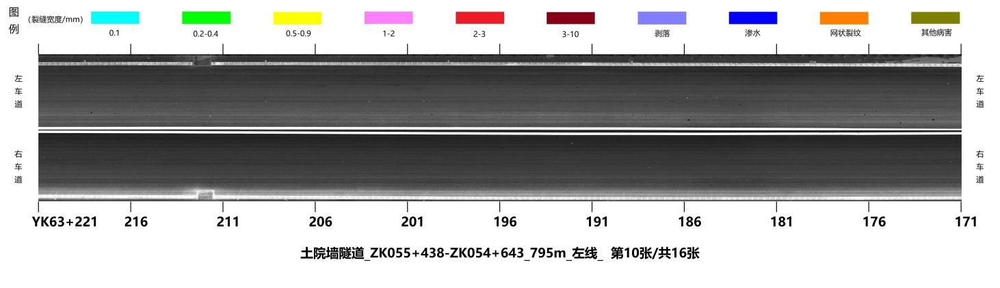 图例
(裂缝宽度/mm)
0.1 0.2-0.4 0.5-0.9 1-2 2-3 3-10 剥落 渗水 网状裂纹 其他病害
左车道 左车道
右车道 右车道
YK63+221 216 211 206 201 196 191 186 181 176 171
土院墙隧道_ZK055+438-ZK054+643_795m_左线_ 第10张/共16张